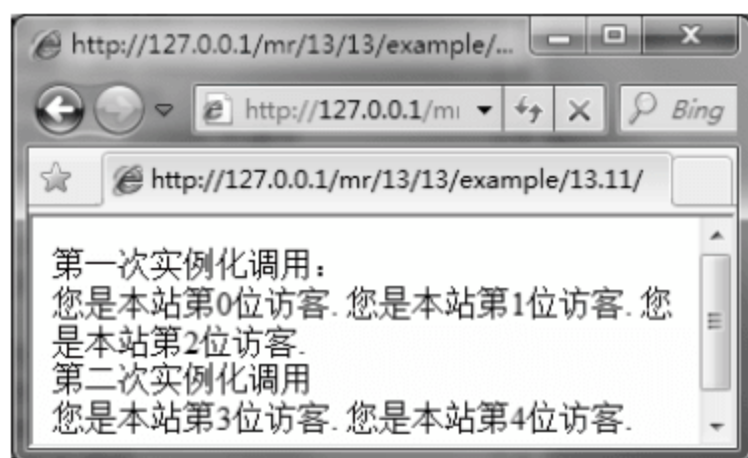 http://127.0.0.1/mr/13/13/example/...
http://127.0.0.1/m
Bing
http://127.0.0.1/mr/13/13/example/13.11/
第一次实例化调用：
您是本站第0位访客. 您是本站第1位访客. 您
是本站第2位访客.
第二次实例化调用
您是本站第3位访客. 您是本站第4位访客.